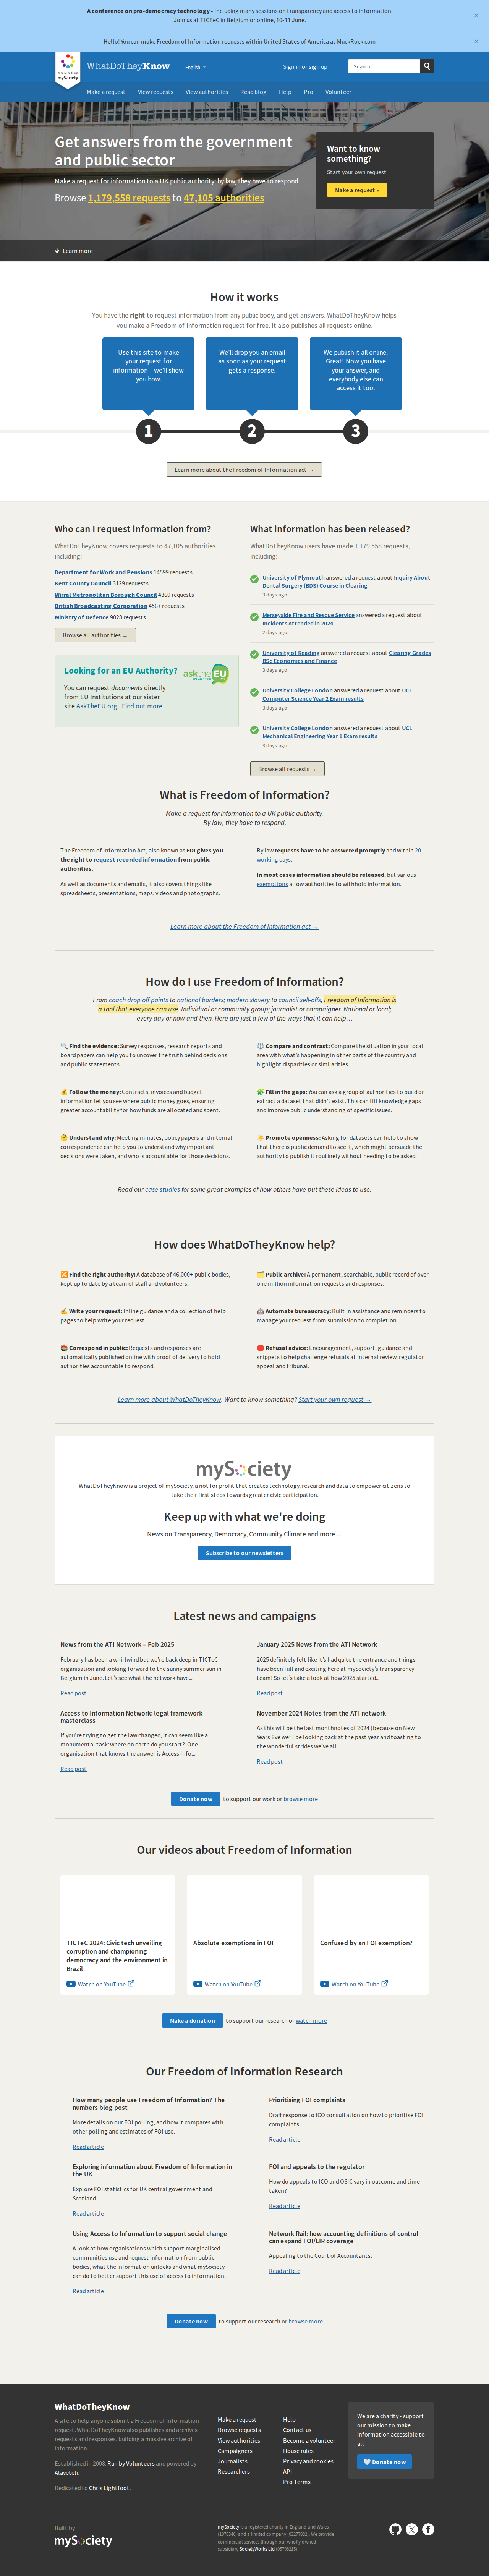 A conference on pro-democracy technology - Including many sessions on transparency and access to information.
Join us at TICTeC in Belgium or online, 10-11 June.
×
Hello! You can make Freedom of Information requests within United States of America at MuckRock.com
×
WhatDoTheyKnow
English
Sign in or sign up
Search
Make a request
View requests
View authorities
Read blog
Help
Pro
Volunteer
Get answers from the government
and public sector
Make a request for information to a UK public authority: by law, they have to respond
Browse 1,179,558 requests to 47,105 authorities
Want to know
something?
Start your own request
Make a request »
↓ Learn more
How it works
You have the right to request information from any public body, and get answers. WhatDoTheyKnow helps
you make a Freedom of Information request for free. It also publishes all requests online.
Use this site to make
your request for
information – we'll show
you how.
We'll drop you an email
as soon as your request
gets a response.
We publish it all online.
Great! Now you have
your answer, and
everybody else can
access it too.
1
2
3
Learn more about the Freedom of Information act →
Who can I request information from?
WhatDoTheyKnow covers requests to 47,105 authorities,
including:
Department for Work and Pensions 14599 requests
Kent County Council 3129 requests
Wirral Metropolitan Borough Council 4360 requests
British Broadcasting Corporation 4567 requests
Ministry of Defence 9028 requests
Browse all authorities →
Looking for an EU Authority?
asktheEU.org
You can request documents directly
from EU Institutions at our sister
site AskTheEU.org . Find out more .
What information has been released?
WhatDoTheyKnow users have made 1,179,558 requests,
including:
University of Plymouth answered a request about Inquiry About
Dental Surgery (BDS) Course in Clearing
3 days ago
Merseyside Fire and Rescue Service answered a request about
Incidents Attended in 2024
2 days ago
University of Reading answered a request about Clearing Grades
BSc Economics and Finance
3 days ago
University College London answered a request about UCL
Computer Science Year 2 Exam results
3 days ago
University College London answered a request about UCL
Mechanical Engineering Year 1 Exam results
3 days ago
Browse all requests →
What is Freedom of Information?
Make a request for information to a UK public authority.
By law, they have to respond.
The Freedom of Information Act, also known as FOI gives you
the right to request recorded information from public
authorities.
As well as documents and emails, it also covers things like
spreadsheets, presentations, maps, videos and photographs.
By law requests have to be answered promptly and within 20
working days.
In most cases information should be released, but various
exemptions allow authorities to withhold information.
Learn more about the Freedom of Information act →
How do I use Freedom of Information?
From coach drop off points to national borders; modern slavery to council sell-offs, Freedom of Information is
a tool that everyone can use. Individual or community group; journalist or campaigner. National or local;
every day or now and then. Here are just a few of the ways that it can help you…
🔍 Find the evidence: Survey responses, research reports and
board papers can help you to uncover the truth behind decisions
and public statements.
⚖️ Compare and contrast: Compare the situation in your local
area with what's happening in other parts of the country and
highlight disparities or similarities.
💰 Follow the money: Contracts, invoices and budget
information let you see where public money goes, ensuring
greater accountability for how funds are allocated and spent.
🧩 Fill in the gaps: You can ask a group of authorities to build or
extract a dataset that didn't exist. This can fill knowledge gaps
and improve public understanding of specific issues.
🤔 Understand why: Meeting minutes, policy papers and internal
correspondence can help you to understand why important
decisions were taken, and who is accountable for those decisions.
☀️ Promote openness: Asking for datasets can help to show
that there is public demand to see it, which might persuade the
authority to publish it routinely without needing to be asked.
Read our case studies for some great examples of how others have put these ideas to use.
How does WhatDoTheyKnow help?
🔀 Find the right authority: A database of 46,000+ public bodies,
kept up to date by a team of staff and volunteers.
🗂️ Public archive: A permanent, searchable, public record of over
one million information requests and responses.
✍️ Write your request: Inline guidance and a collection of help
pages to help write your request.
🤖 Automate bureaucracy: Built in assistance and reminders to
manage your request from submission to completion.
📮 Correspond in public: Requests and responses are
automatically published online with proof of delivery to hold
authorities accountable to respond.
🛑 Refusal advice: Encouragement, support, guidance and
snippets to help challenge refusals at internal review, regulator
appeal and tribunal.
Learn more about WhatDoTheyKnow. Want to know something? Start your own request →
mySociety
WhatDoTheyKnow is a project of mySociety, a not for profit that creates technology, research and data to empower citizens to
take their first steps towards greater civic participation.
Keep up with what we're doing
News on Transparency, Democracy, Community Climate and more…
Subscribe to our newsletters
Latest news and campaigns
News from the ATI Network – Feb 2025
February has been a whirlwind but we're back deep in TICTeC
organisation and looking forward to the sunny summer sun in
Belgium in June. Let's see what the network have...
Read post
January 2025 News from the ATI Network
2025 definitely felt like it's had quite the entrance and things
have been full and exciting here at mySociety's transparency
team! So let's take a look at how 2025 started...
Read post
Access to Information Network: legal framework
masterclass
If you're trying to get the law changed, it can seem like a
monumental task: where on earth do you start? One
organisation that knows the answer is Access Info...
Read post
November 2024 Notes from the ATI network
As this will be the last monthnotes of 2024 (because on New
Years Eve we'll be looking back at the past year and toasting to
the wonderful strides we've all...
Read post
Donate now to support our work or browse more
Our videos about Freedom of Information
TICTeC 2024: Civic tech unveiling
corruption and championing
democracy and the environment in
Brazil
Watch on YouTube
Absolute exemptions in FOI
Watch on YouTube
Confused by an FOI exemption?
Watch on YouTube
Make a donation to support our research or watch more
Our Freedom of Information Research
How many people use Freedom of Information? The
numbers blog post
More details on our FOI polling, and how it compares with
other polling and estimates of FOI use.
Read article
Prioritising FOI complaints
Draft response to ICO consultation on how to prioritise FOI
complaints
Read article
Exploring information about Freedom of Information in
the UK
Explore FOI statistics for UK central government and
Scotland.
Read article
FOI and appeals to the regulator
How do appeals to ICO and OSIC vary in outcome and time
taken?
Read article
Using Access to Information to support social change
A look at how organisations which support marginalised
communities use and request information from public
bodies, what the information unlocks and what mySociety
can do to better support this use of access to information.
Read article
Network Rail: how accounting definitions of control
can expand FOI/EIR coverage
Appealing to the Court of Accountants.
Read article
Donate now to support our research or browse more
WhatDoTheyKnow
A site to help anyone submit a Freedom of Information
request. WhatDoTheyKnow also publishes and archives
requests and responses, building a massive archive of
information.
Established in 2008. Run by Volunteers and powered by
Alaveteli.
Dedicated to Chris Lightfoot.
Make a request
Browse requests
View authorities
Campaigners
Journalists
Researchers
Help
Contact us
Become a volunteer
House rules
Privacy and cookies
API
Pro Terms
We are a charity - support
our mission to make
information accessible to
all
🤍 Donate now
Built by
mySociety
mySociety is a registered charity in England and Wales
(1076346) and a limited company (03277032). We provide
commercial services through our wholly owned
subsidiary SocietyWorks Ltd (05798215).